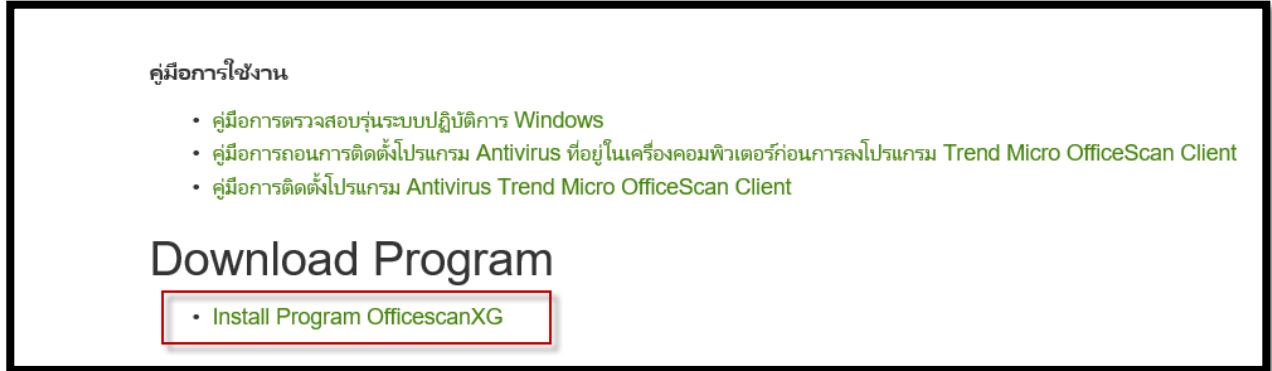 คู่มือการใช้งาน
• คู่มือการตรวจสอบรุ่นระบบปฏิบัติการ Windows
• คู่มือการถอนการติดตั้งโปรแกรม Antivirus ที่อยู่ในเครื่องคอมพิวเตอร์ก่อนการลงโปรแกรม Trend Micro OfficeScan Client
• คู่มือการติดตั้งโปรแกรม Antivirus Trend Micro OfficeScan Client
Download Program
• Install Program OfficescanXG